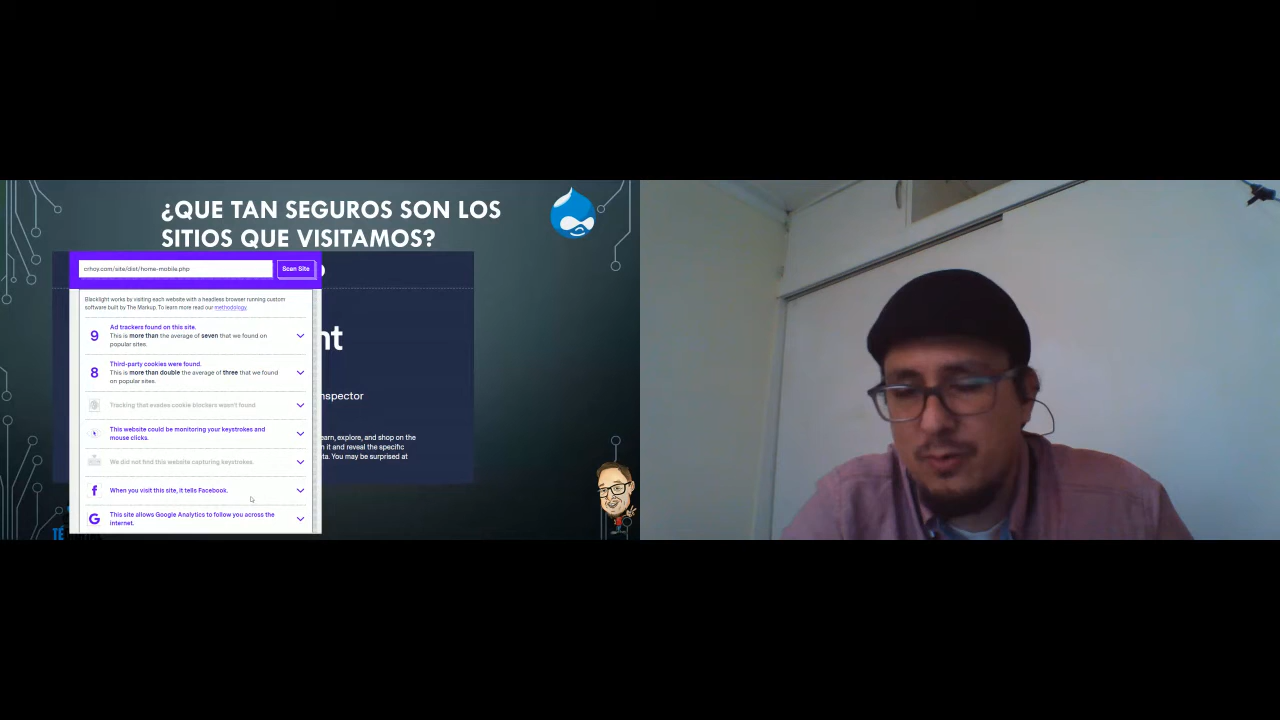 ¿QUE TAN SEGUROS SON LOS
SITIOS QUE VISITAMOS?
crhoy.com/site/dist/home-mobile.php
Scan Site
Blacklight works by visiting each website with a headless browser running custom
software built by The Markup. To learn more read our methodology.
9
Ad trackers found on this site.
This is more than the average of seven that we found on
popular sites.
8
Third-party cookies were found.
This is more than double the average of three that we found
on popular sites.
Tracking that evades cookie blockers wasn't found.
This website could be monitoring your keystrokes and
mouse clicks.
We did not find this website capturing keystrokes.
f
When you visit this site, it tells Facebook.
G
This site allows Google Analytics to follow you across the
internet.
nt
nspector
earn, explore, and shop on the
n it and reveal the specific
ta. You may be surprised at
TÉ